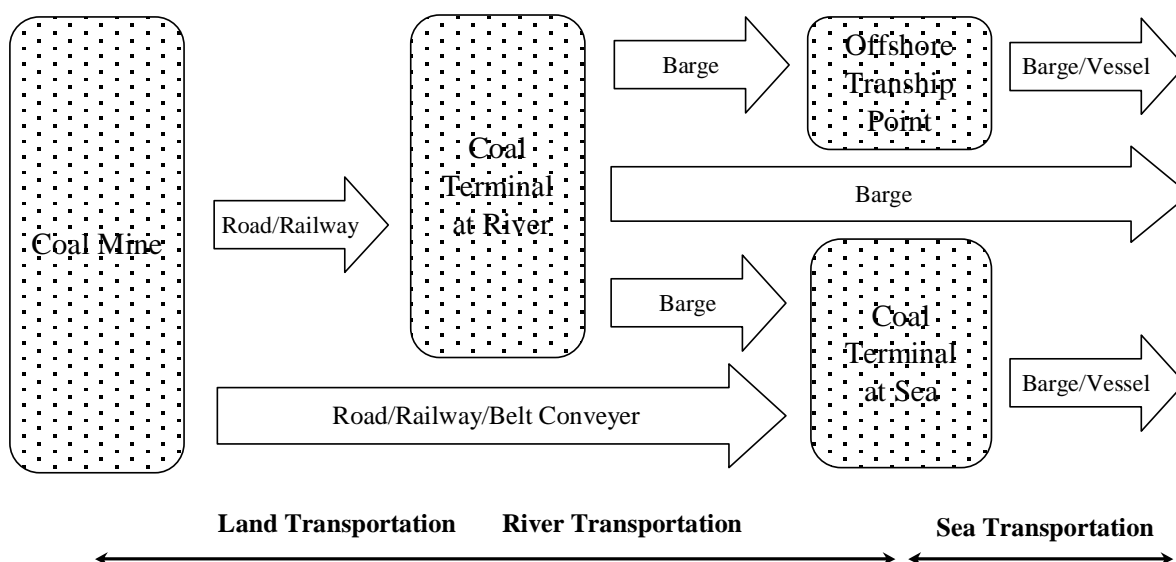 Coal Mine
Road/Railway
Road/Railway/Belt Conveyer
Coal
Terminal
at River
Barge
Barge
Barge
Offshore
Tranship
Point
Coal
Terminal
at Sea
Barge/Vessel
Barge/Vessel
Land Transportation
River Transportation
Sea Transportation